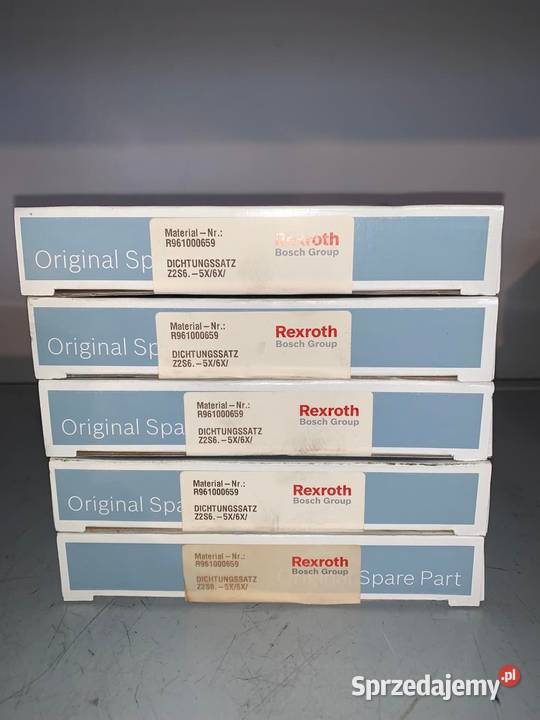 Material – Nr.:
R961000659
DICHTUNGSSATZ
Z2S6. – 5X/6X/
Rexroth
Bosch Group
Original Sp
Material – Nr.:
R961000659
DICHTUNGSSATZ
Z2S6. – 5X/6X/
Rexroth
Bosch Group
Original Sp
Material – Nr.:
R961000659
DICHTUNGSSATZ
Z2S6. – 5X/6X/
Rexroth
Bosch Group
Original Spa
Material – Nr.:
R961000659
DICHTUNGSSATZ
Z2S6. – 5X/6X/
Rexroth
Bosch Group
Original Spa
Material – Nr.:
R961000659
DICHTUNGSSATZ
Z2S6. – 5X/6X/
Rexroth
Bosch Group
Spare Part
Sprzedajemy.pl